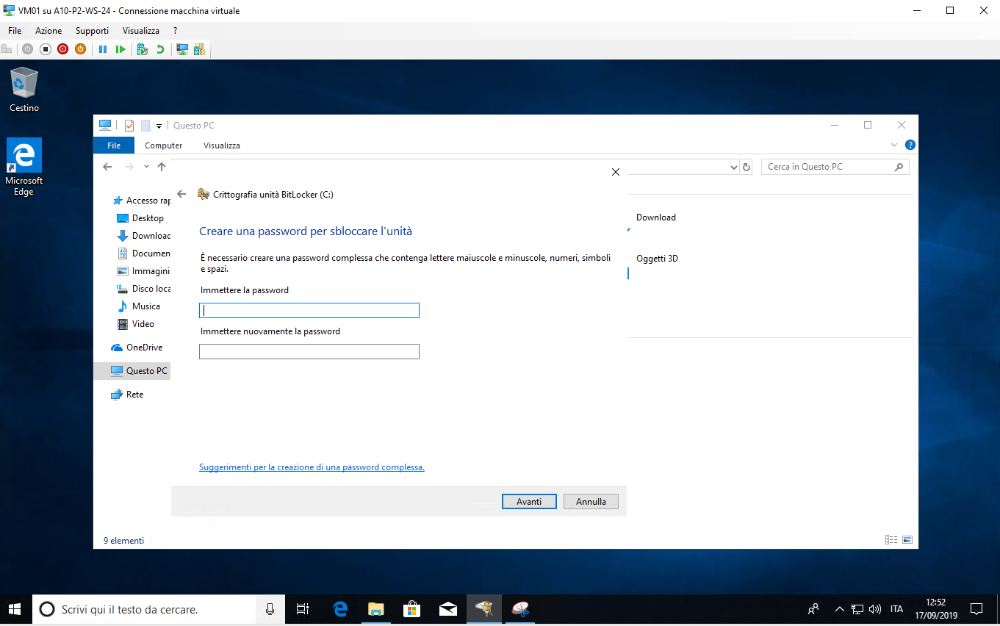 VM01 su A10-P2-WS-24 - Connessione macchina virtuale
File Azione Supporti Visualizza ?
Cestino
Microsoft
Edge
Questo PC
File Computer Visualizza
Cerca in Questo PC
Accesso rap
Desktop
Download
Documen
Immagini
Disco loca
Musica
Video
OneDrive
Questo PC
Rete
Crittografia unità BitLocker (C:)
Creare una password per sbloccare l'unità
È necessario creare una password complessa che contenga lettere maiuscole e minuscole, numeri, simboli
e spazi.
Immettere la password
Immettere nuovamente la password
Suggerimenti per la creazione di una password complessa.
Avanti Annulla
Download
Oggetti 3D
9 elementi
Scrivi qui il testo da cercare.
ITA
12:52
17/09/2019